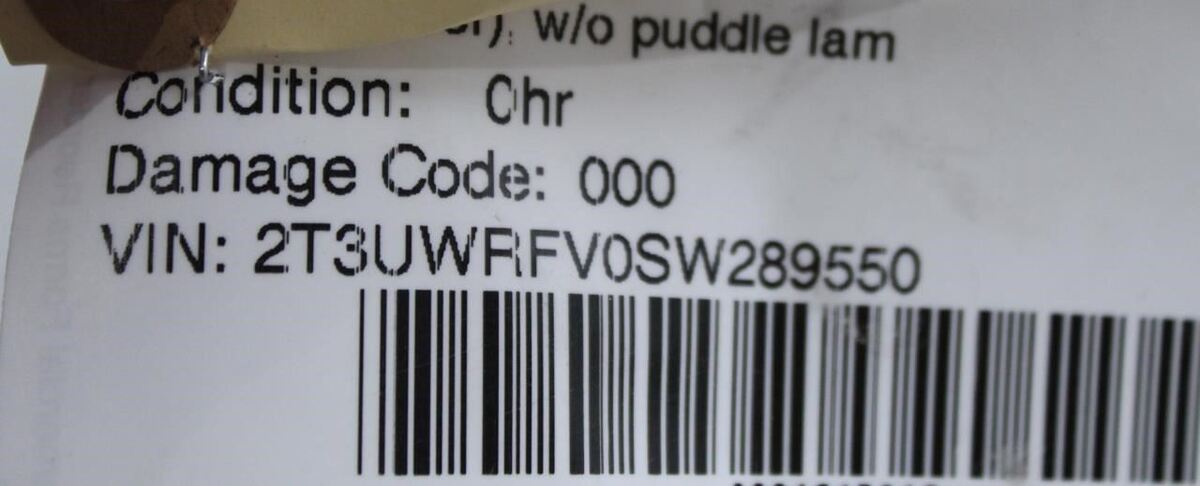 w/o puddle lam
Condition: 0hr
Damage Code: 000
VIN: 2T3UWRFV0SW289550